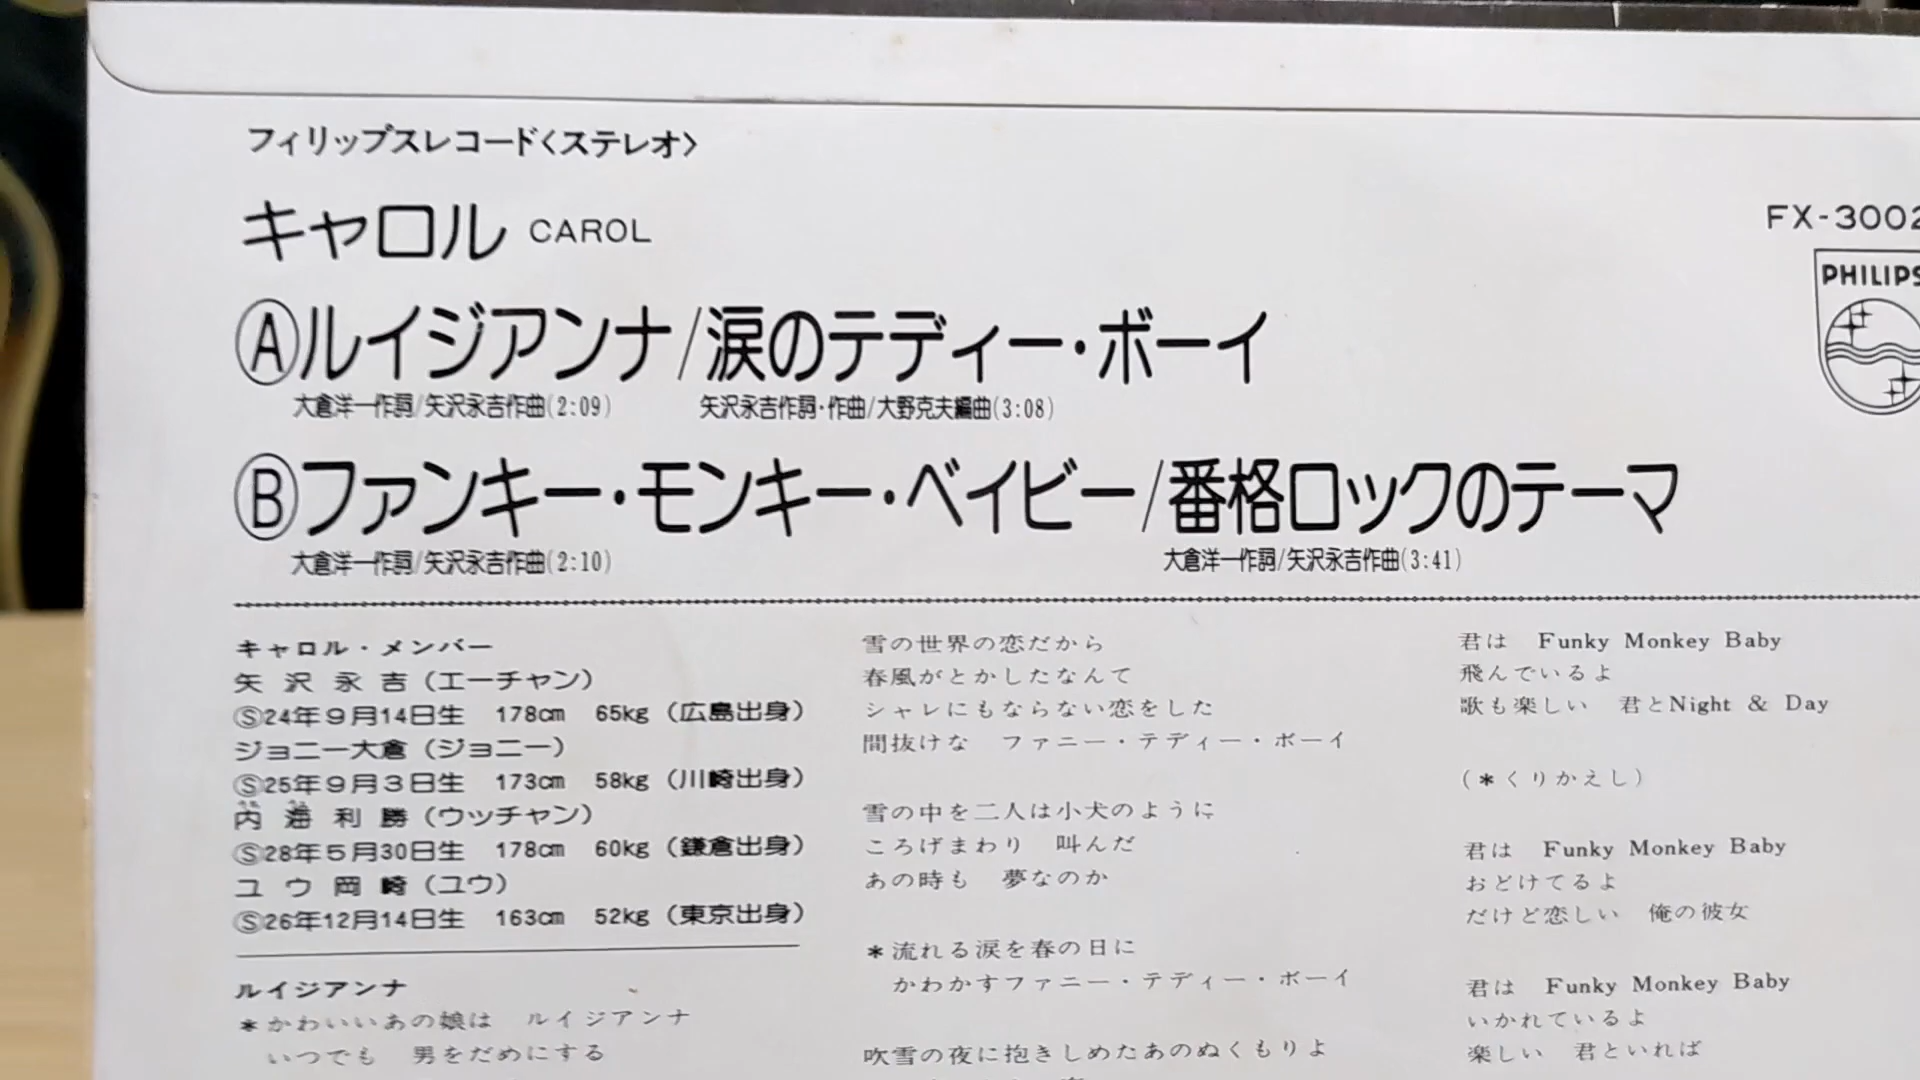 フィリップスレコード〈ステレオ〉
キャロル CAROL
FX-3002
PHILIPS
Ⓐルイジアンナ/涙のテディー・ボーイ
大倉洋一作詞/矢沢永吉作曲(2:09) 矢沢永吉作詞・作曲/大野克夫編曲(3:08)
Ⓑファンキー・モンキー・ベイビー/番格ロックのテーマ
大倉洋一作詞/矢沢永吉作曲(2:10) 大倉洋一作詞/矢沢永吉作曲(3:41)
キャロル・メンバー
矢沢永吉(エーチャン)
Ⓢ24年9月14日生 178cm 65kg (広島出身)
ジョニー大倉(ジョニー)
Ⓢ25年9月3日生 173cm 58kg (川崎出身)
内海利勝(ウッチャン)
Ⓢ28年5月30日生 178cm 60kg (鎌倉出身)
ユウ岡崎(ユウ)
Ⓢ26年12月14日生 163cm 52kg (東京出身)
ルイジアンナ
*かわいいあの娘は ルイジアンナ
いつでも 男をだめにする
雪の世界の恋だから
春風がとかしたなんて
シャレにもならない恋をした
間抜けな ファニー・テディー・ボーイ
雪の中を二人は小犬のように
ころげまわり 叫んだ
あの時も 夢なのか
*流れる涙を春の日に
かわかすファニー・テディー・ボーイ
吹雪の夜に抱きしめたあのぬくもりよ
君は Funky Monkey Baby
飛んでいるよ
歌も楽しい 君とNight & Day
(*くりかえし)
君は Funky Monkey Baby
おどけてるよ
だけど恋しい 俺の彼女
君は Funky Monkey Baby
いかれているよ
楽しい 君といれば